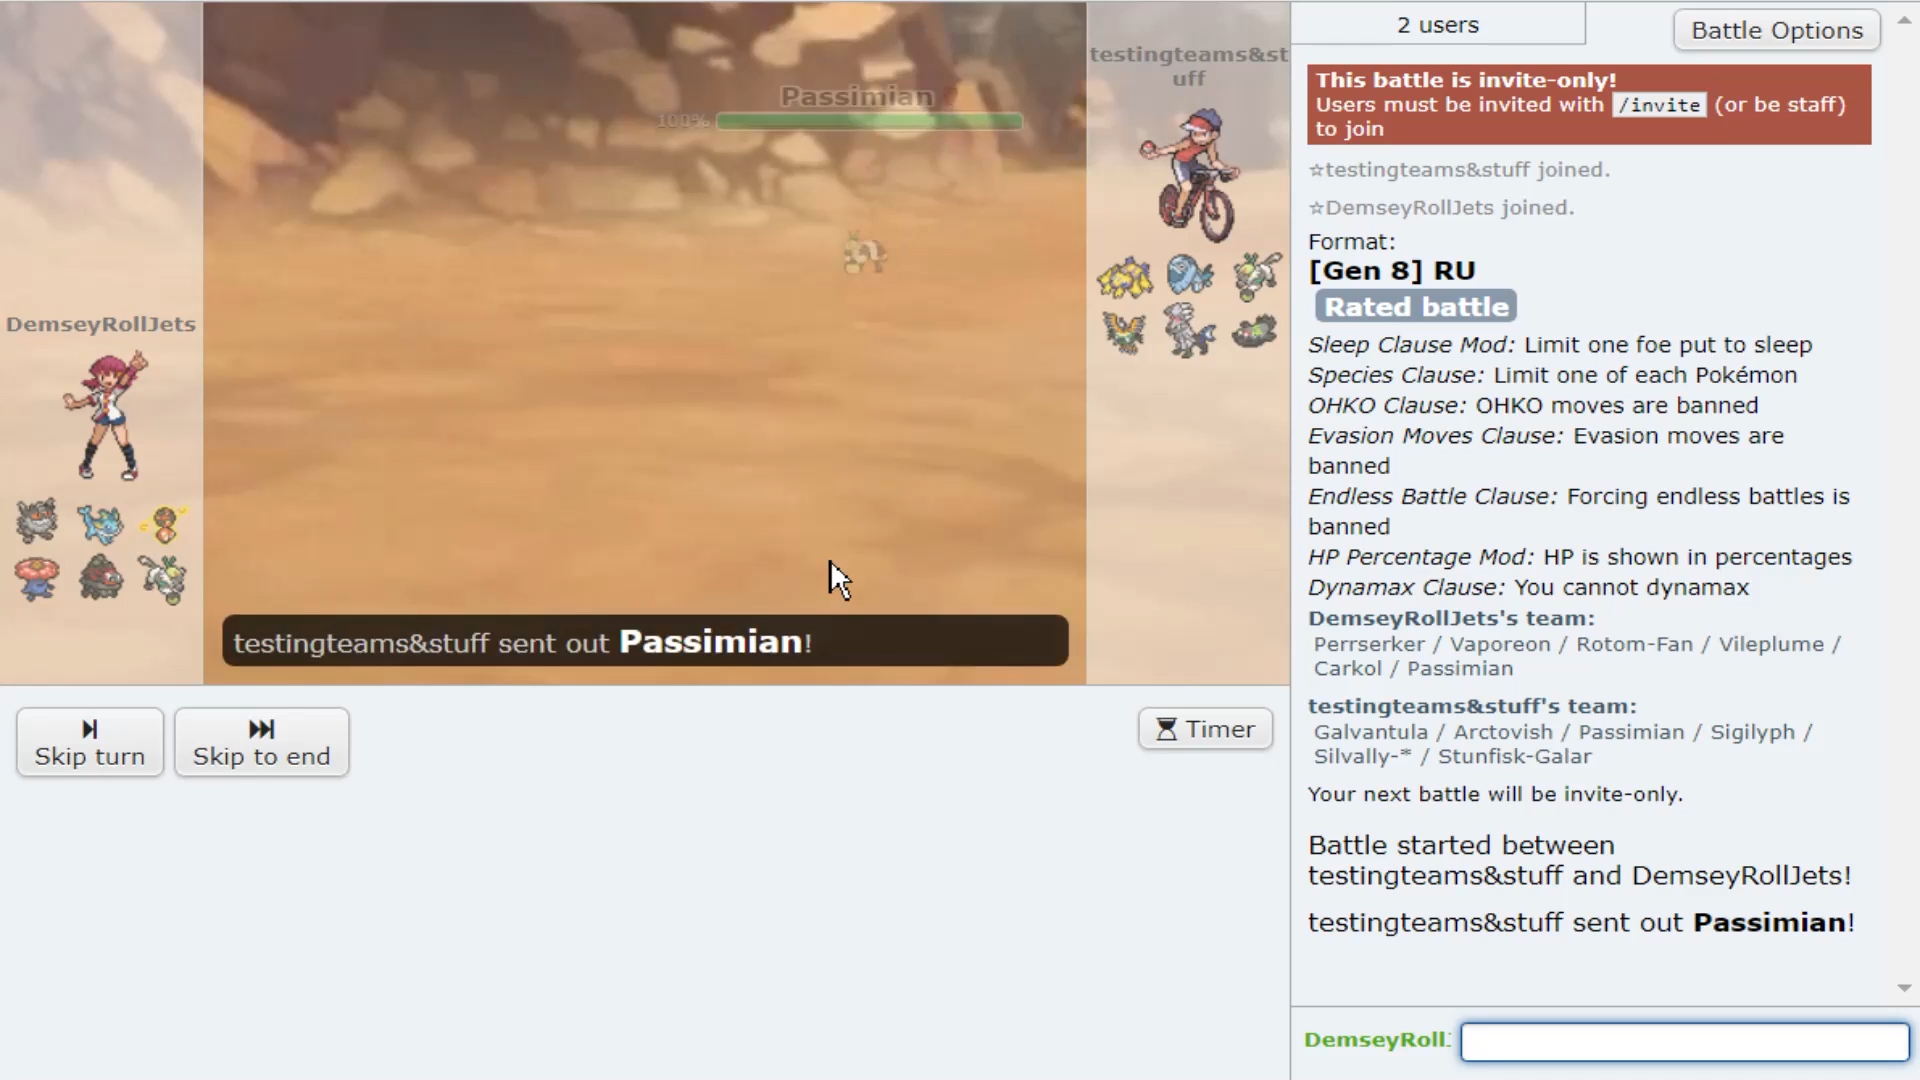 testingteams&st
uff
Passimian
100%
DemseyRollJets
testingteams&stuff sent out Passimian!
Skip turn
Skip to end
Timer
2 users
Battle Options
This battle is invite-only!
Users must be invited with /invite (or be staff)
to join
☆testingteams&stuff joined.
☆DemseyRollJets joined.
Format:
[Gen 8] RU
Rated battle
Sleep Clause Mod: Limit one foe put to sleep
Species Clause: Limit one of each Pokémon
OHKO Clause: OHKO moves are banned
Evasion Moves Clause: Evasion moves are
banned
Endless Battle Clause: Forcing endless battles is
banned
HP Percentage Mod: HP is shown in percentages
Dynamax Clause: You cannot dynamax
DemseyRollJets's team:
Perrserker / Vaporeon / Rotom-Fan / Vileplume /
Carkol / Passimian
testingteams&stuff's team:
Galvantula / Arctovish / Passimian / Sigilyph /
Silvally-* / Stunfisk-Galar
Your next battle will be invite-only.
Battle started between
testingteams&stuff and DemseyRollJets!
testingteams&stuff sent out Passimian!
DemseyRoll